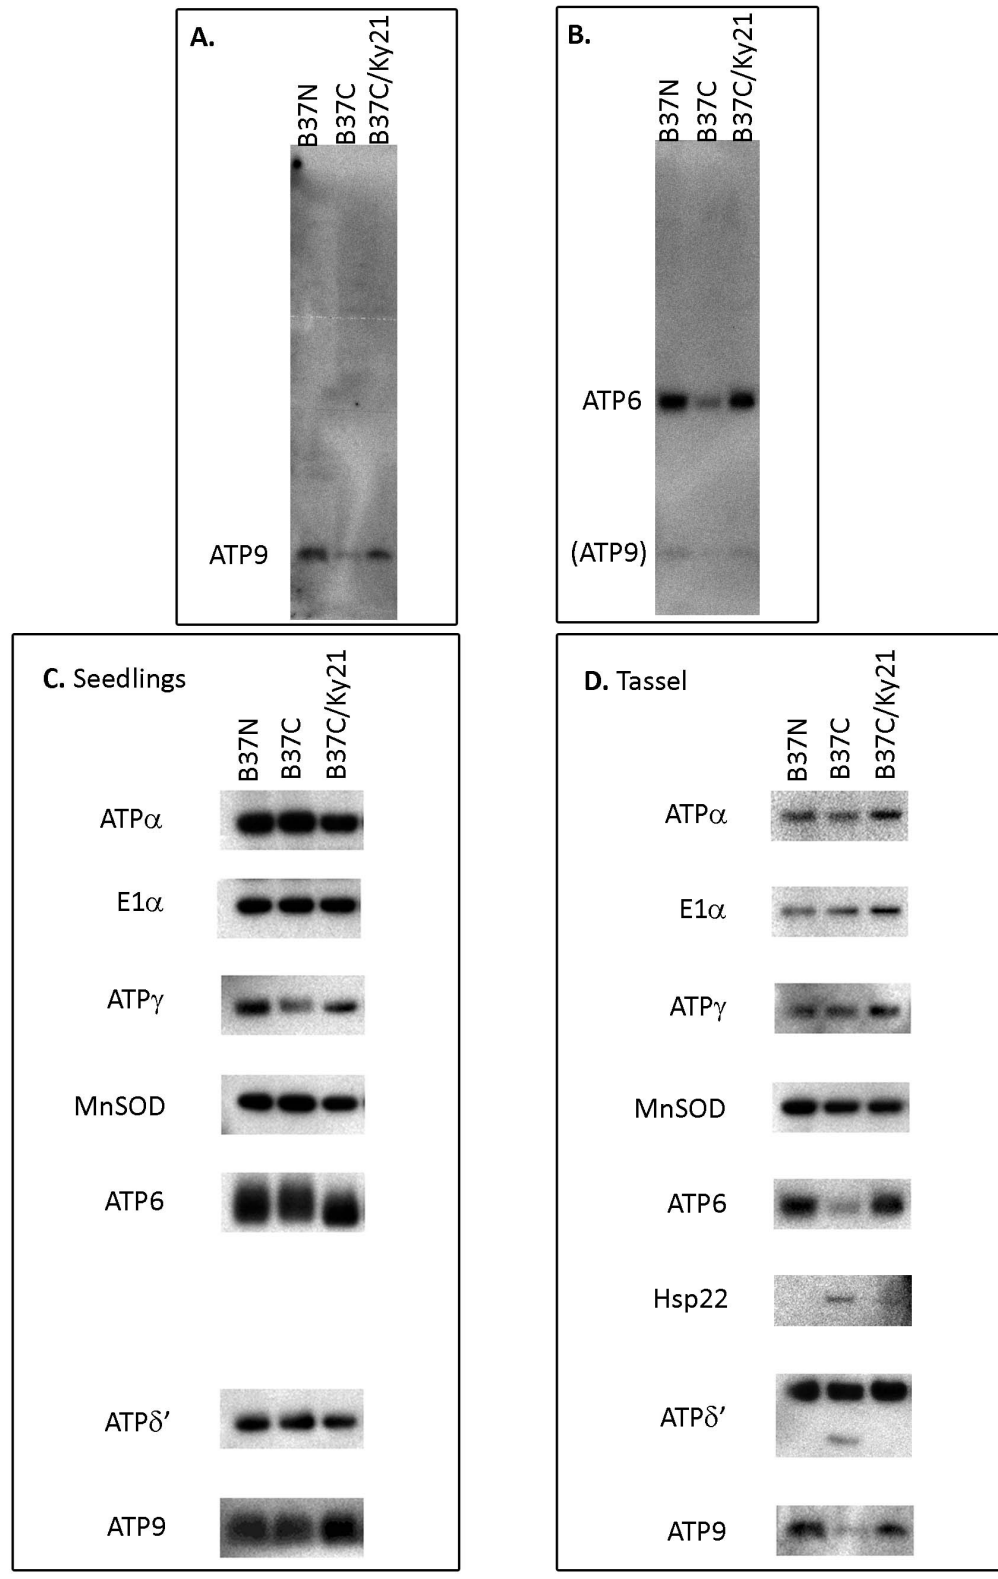 A.
B37N
B37C
B37C/Ky21
ATP9
B.
B37N
B37C
B37C/Ky21
ATP6
(ATP9)
C. Seedlings
B37N
B37C
B37C/Ky21
ATPα
E1α
ATPγ
MnSOD
ATP6
ATPδ’
ATP9
D. Tassel
B37N
B37C
B37C/Ky21
ATPα
E1α
ATPγ
MnSOD
ATP6
Hsp22
ATPδ’
ATP9